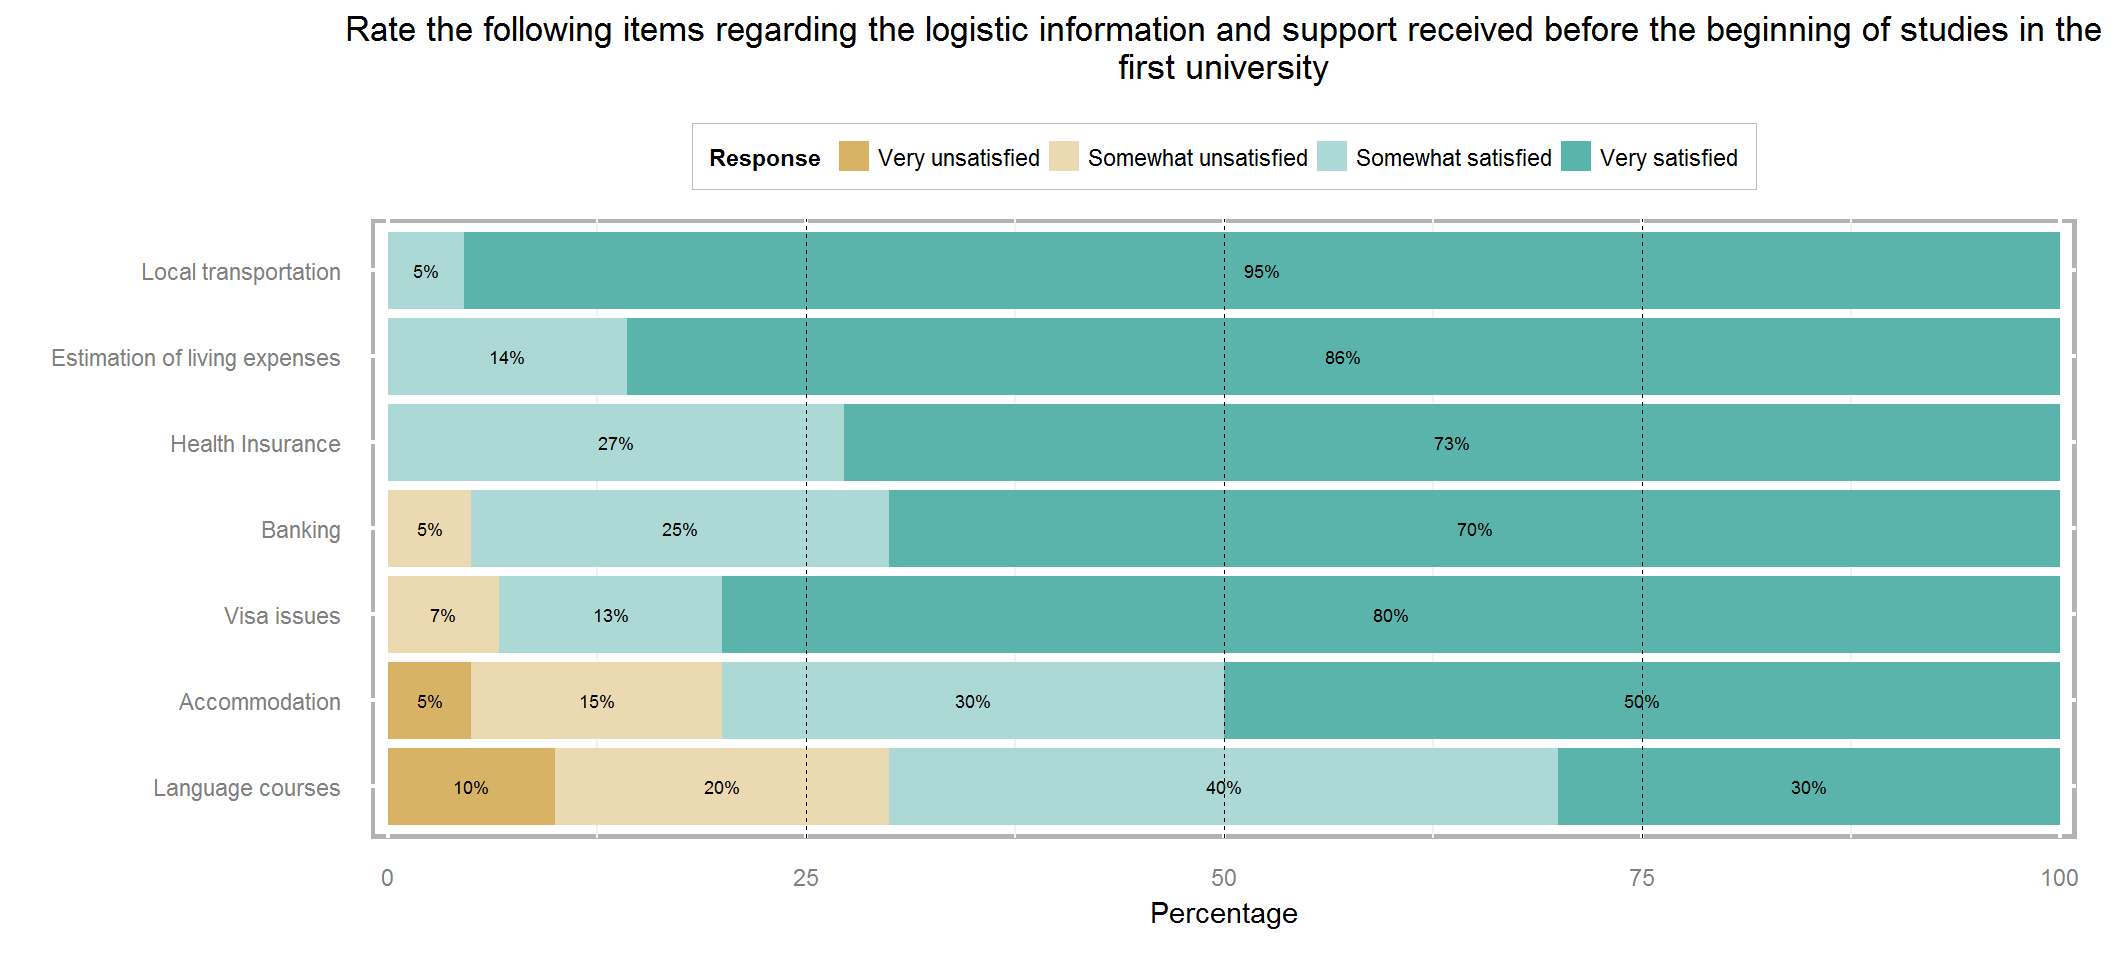 Rate the following items regarding the logistic information and support received before the beginning of studies in the
first university
Response Very unsatisfied Somewhat unsatisfied Somewhat satisfied Very satisfied
Local transportation 5% 95%
Estimation of living expenses 14% 86%
Health Insurance 27% 73%
Banking 5% 25% 70%
Visa issues 7% 13% 80%
Accommodation 5% 15% 30% 50%
Language courses 10% 20% 40% 30%
0 25 50 75 100
Percentage